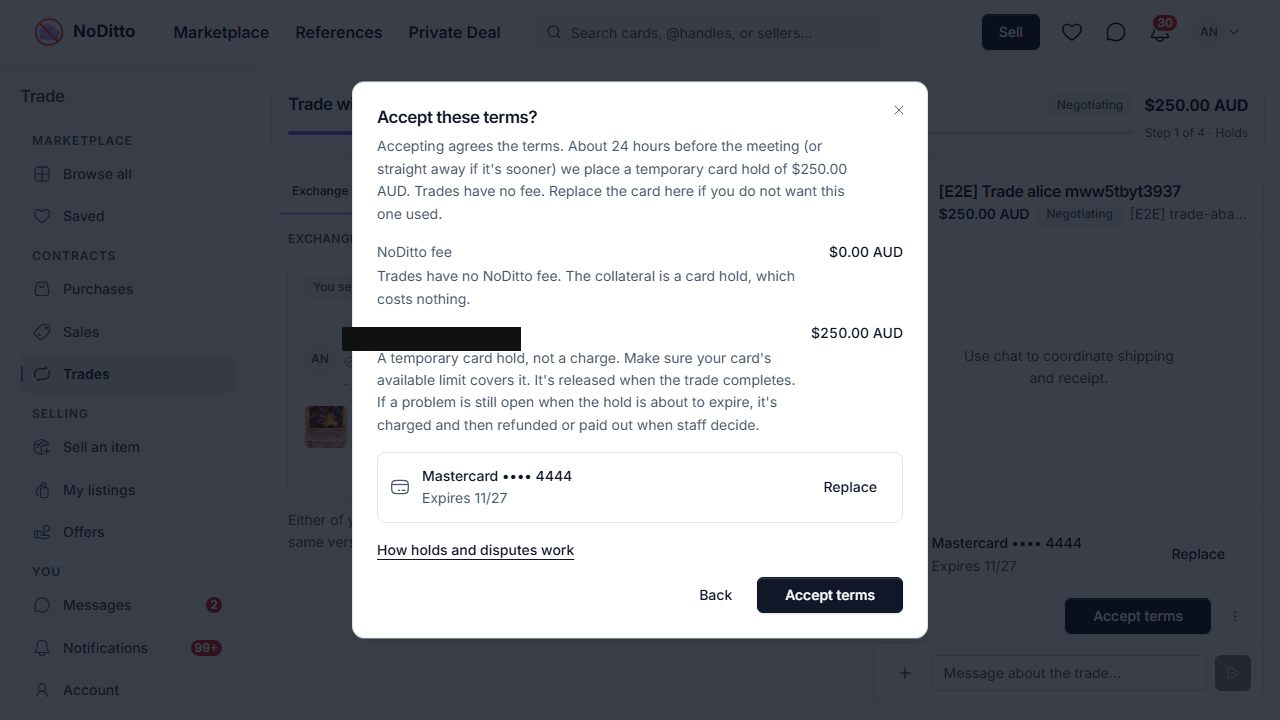 NoDitto
Marketplace
References
Private Deal
Search cards, @handles, or sellers...
Sell
30
AN
Trade
MARKETPLACE
Browse all
Saved
CONTRACTS
Purchases
Sales
Trades
SELLING
Sell an item
My listings
Offers
YOU
Messages
2
Notifications
99+
Account
Negotiating
$250.00 AUD
Step 1 of 4 · Holds
Exchange
AN
Either of
Accept these terms?
Accepting agrees the terms. About 24 hours before the meeting (or
straight away if it's sooner) we place a temporary card hold of $250.00
AUD. Trades have no fee. Replace the card here if you do not want this
one used.
NoDitto fee
$0.00 AUD
Trades have no NoDitto fee. The collateral is a card hold, which
costs nothing.
$250.00 AUD
A temporary card hold, not a charge. Make sure your card's
available limit covers it. It's released when the trade completes.
If a problem is still open when the hold is about to expire, it's
charged and then refunded or paid out when staff decide.
Mastercard •••• 4444
Expires 11/27
Replace
How holds and disputes work
Back
Accept terms
[E2E] Trade alice mww5tbyt3937
$250.00 AUD
Negotiating
[E2E] trade-aba...
Use chat to coordinate shipping
and receipt.
Mastercard •••• 4444
Expires 11/27
Replace
Accept terms
Message about the trade...